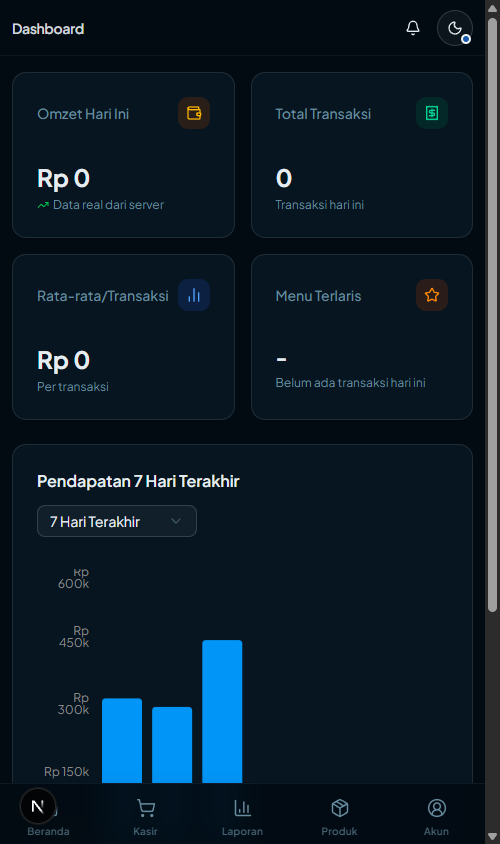 Dashboard
Omzet Hari Ini
Rp 0
Data real dari server
Total Transaksi
0
Transaksi hari ini
Rata-rata/Transaksi
Rp 0
Per transaksi
Menu Terlaris
-
Belum ada transaksi hari ini
Pendapatan 7 Hari Terakhir
7 Hari Terakhir
Rp
600k
Rp
450k
Rp
300k
Rp 150k
N
Beranda
Kasir
Laporan
Produk
Akun